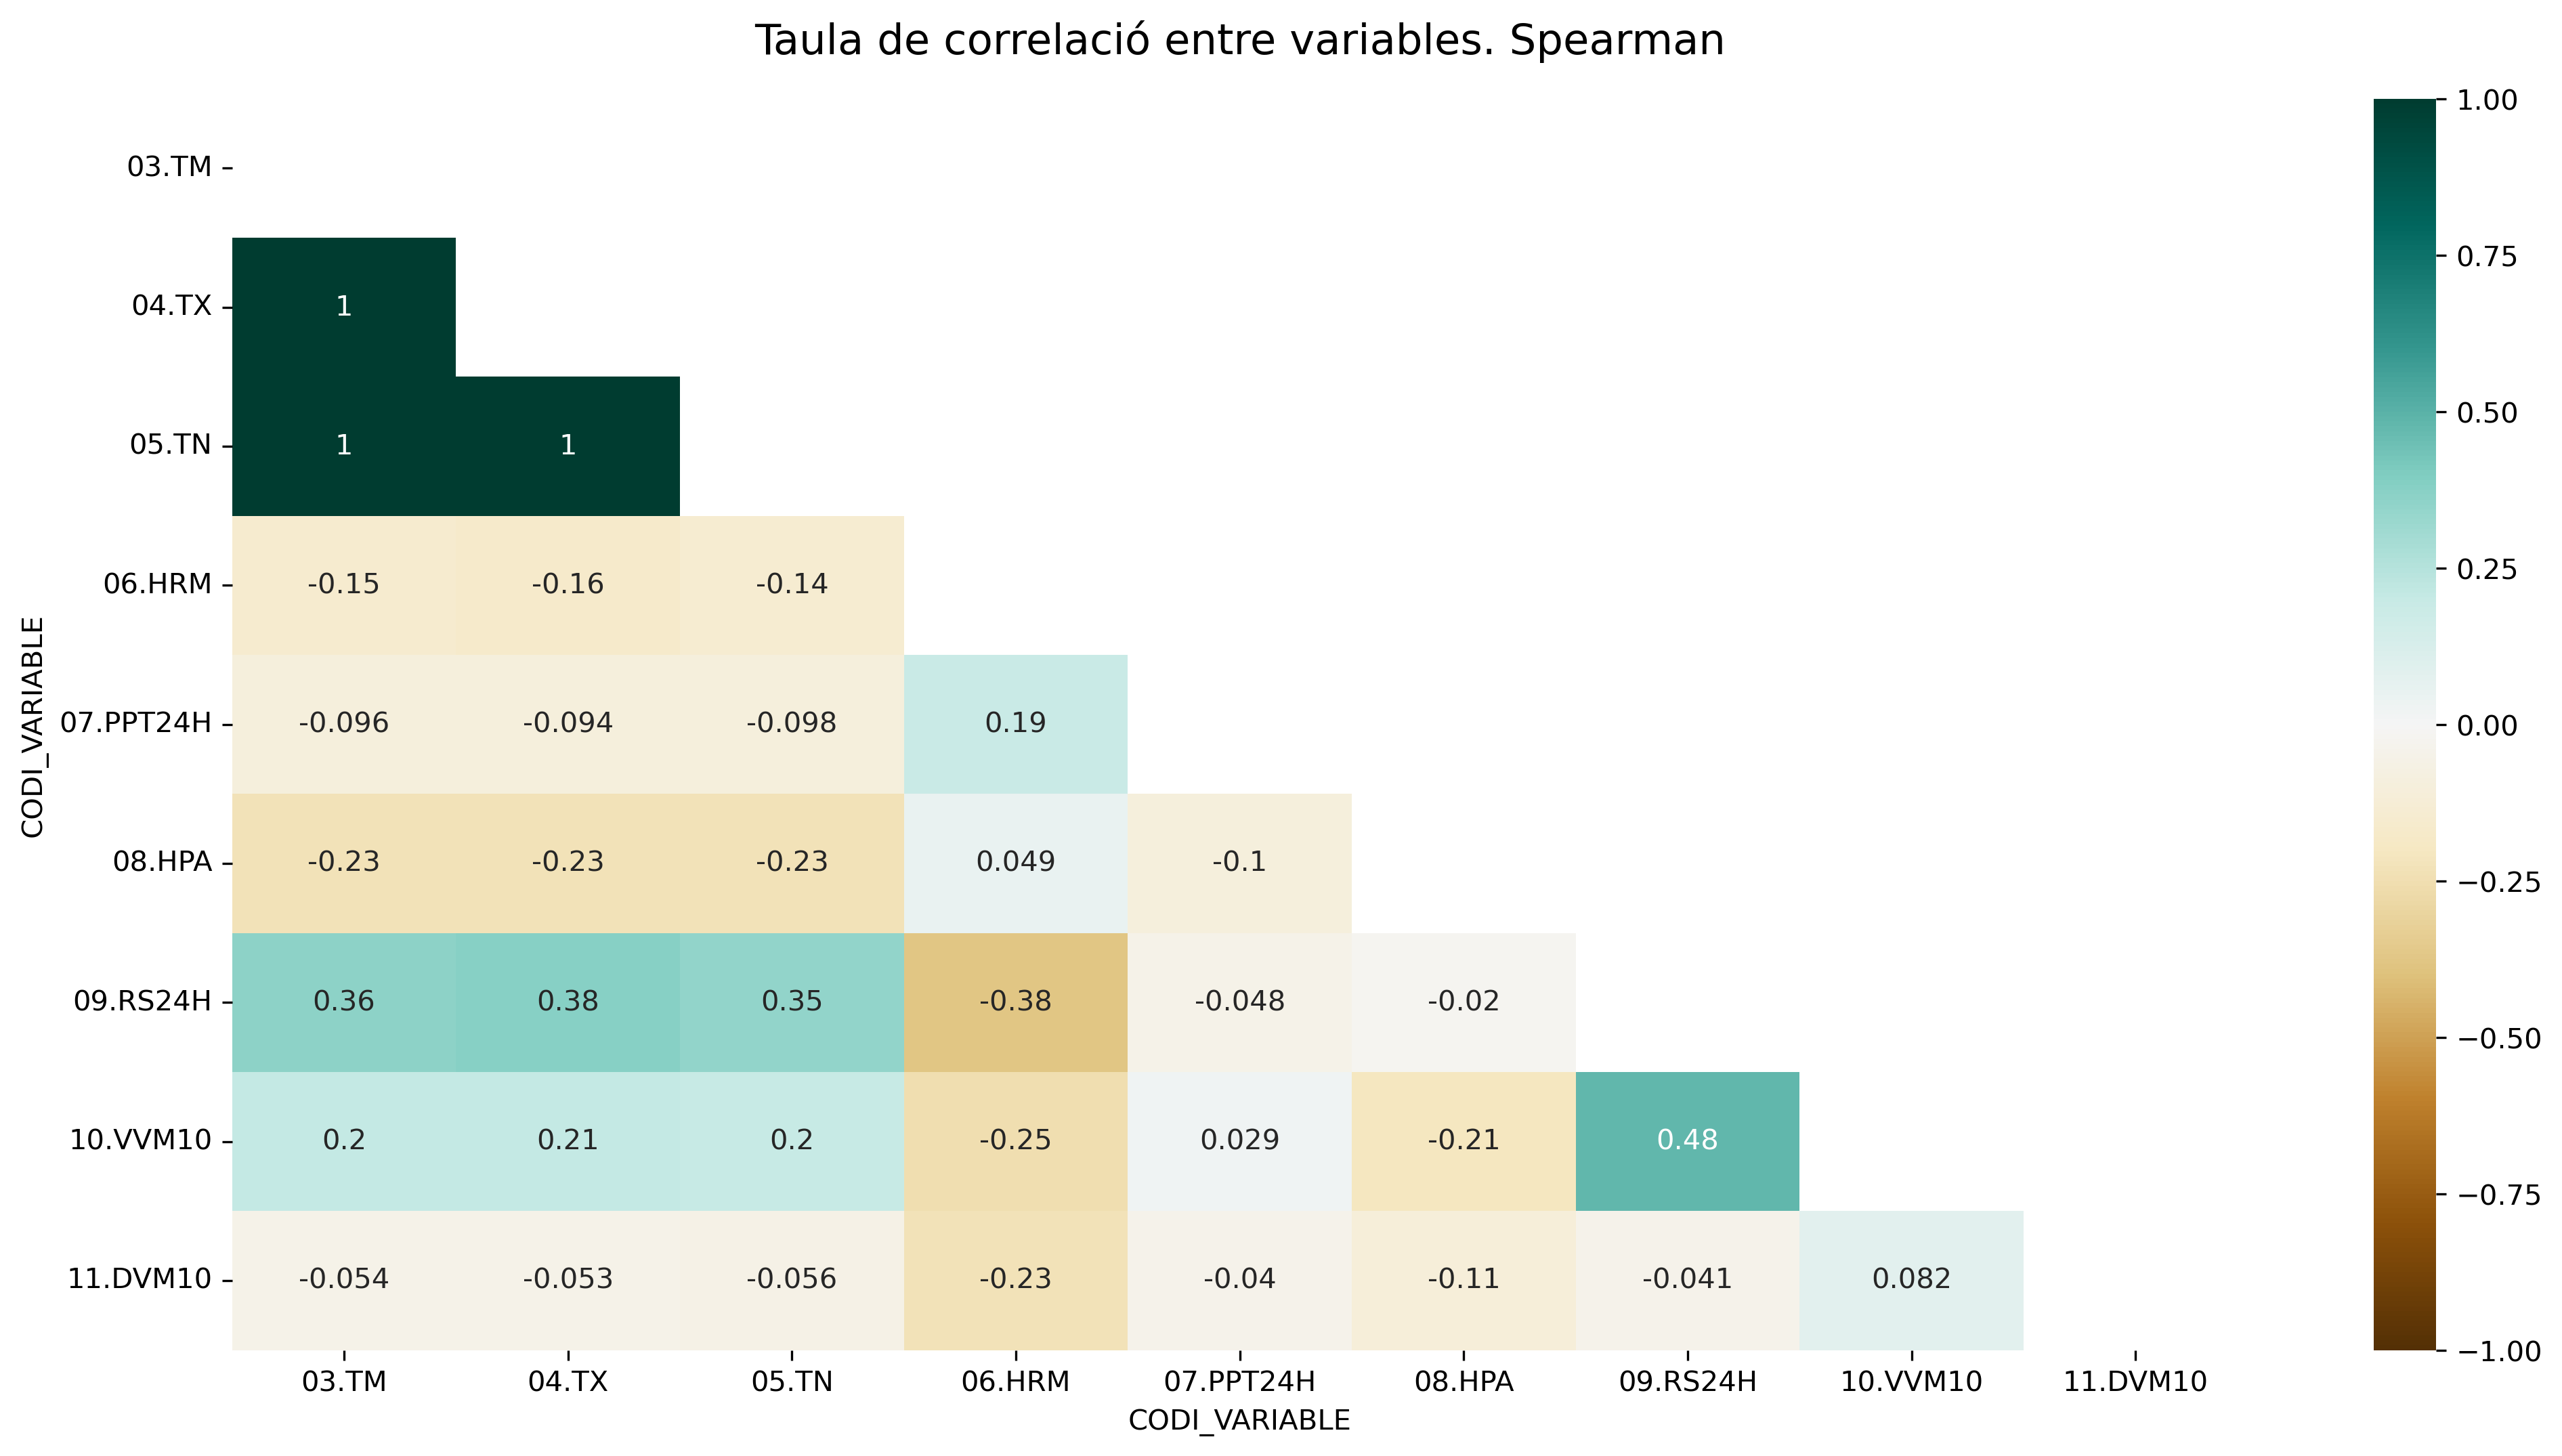 Taula de correlació entre variables. Spearman
1.00
03.TM
0.75
04.TX 1
0.50
05.TN 1 1
0.25
06.HRM -0.15 -0.16 -0.14
CODI_VARIABLE
07.PPT24H -0.096 -0.094 -0.098 0.19
0.00
08.HPA -0.23 -0.23 -0.23 0.049 -0.1
−0.25
09.RS24H 0.36 0.38 0.35 -0.38 -0.048 -0.02
−0.50
10.VVM10 0.2 0.21 0.2 -0.25 0.029 -0.21 0.48
−0.75
11.DVM10 -0.054 -0.053 -0.056 -0.23 -0.04 -0.11 -0.041 0.082
−1.00
03.TM 04.TX 05.TN 06.HRM 07.PPT24H 08.HPA 09.RS24H 10.VVM10 11.DVM10
CODI_VARIABLE